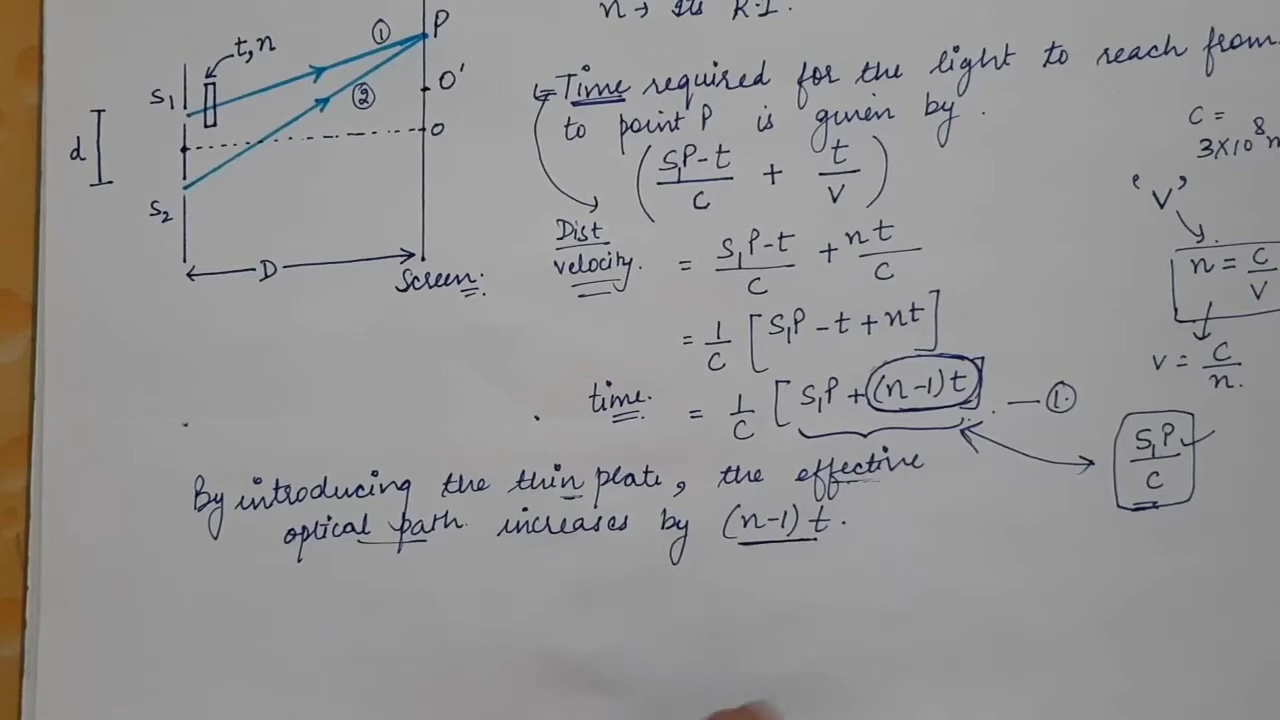 n → its R.I.
t, n
①
P
S₁
②
O'
d
O
S₂
D
Screen.
Time required for the light to reach from
to point P is given by.
(S₁P-t/C + t/V)
Dist
velocity.
= S₁P-t/C + nt/C
= 1/C [S₁P - t + nt]
time. = 1/C [S₁P + (n-1)t] — ①.
C =
3×10⁸m
'V'
n = C/V
V = C/n.
S₁P/C
By introducing the thin plate, the effective
optical path increases by (n-1)t.